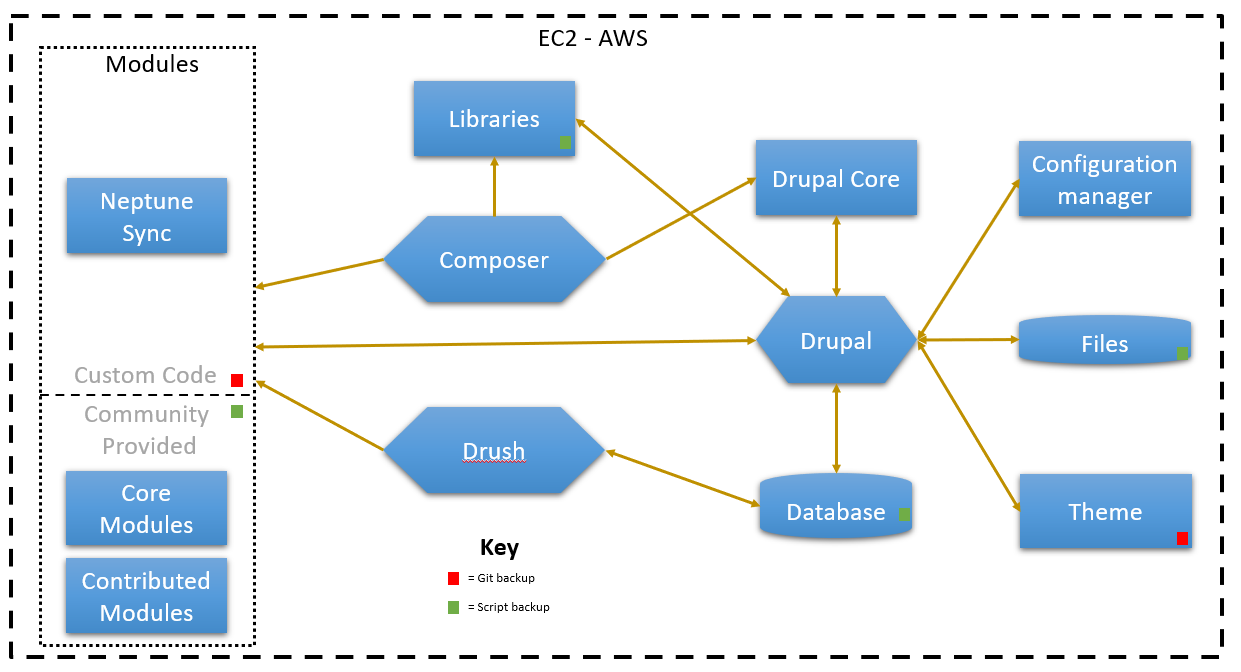 EC2 - AWS
Modules
Neptune
Sync
Custom Code
Community
Provided
Core
Modules
Contributed
Modules
Libraries
Composer
Drush
Drupal Core
Drupal
Database
Configuration
manager
Files
Theme
Key
= Git backup
= Script backup